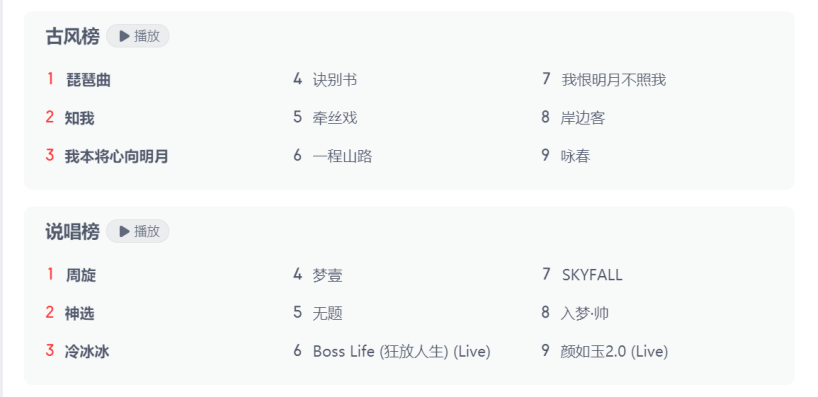 古风榜 播放
1 琵琶曲 4 诀别书 7 我恨明月不照我
2 知我 5 牵丝戏 8 岸边客
3 我本将心向明月 6 一程山路 9 咏春
说唱榜 播放
1 周旋 4 梦壹 7 SKYFALL
2 神选 5 无题 8 入梦·帅
3 冷冰冰 6 Boss Life (狂放人生) (Live) 9 颜如玉2.0 (Live)